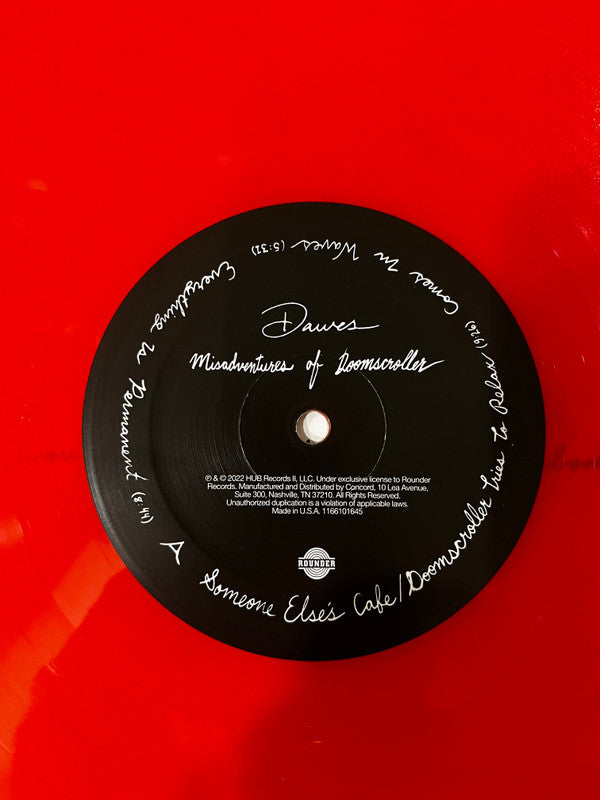 Dawes
Misadventures of Doomscroller
℗ & © 2022 HUB Records II, LLC. Under exclusive license to Rounder
Records. Manufactured and Distributed by Concord, 10 Lea Avenue,
Suite 300, Nashville, TN 37210. All Rights Reserved.
Unauthorized duplication is a violation of applicable laws.
Made in U.S.A. 1166101645
ROUNDER
A
Someone Else's Cafe/Doomscroller Tries to Relax (9:26)
Comes In Waves (5:32)
Everything Is Permanent (8:44)